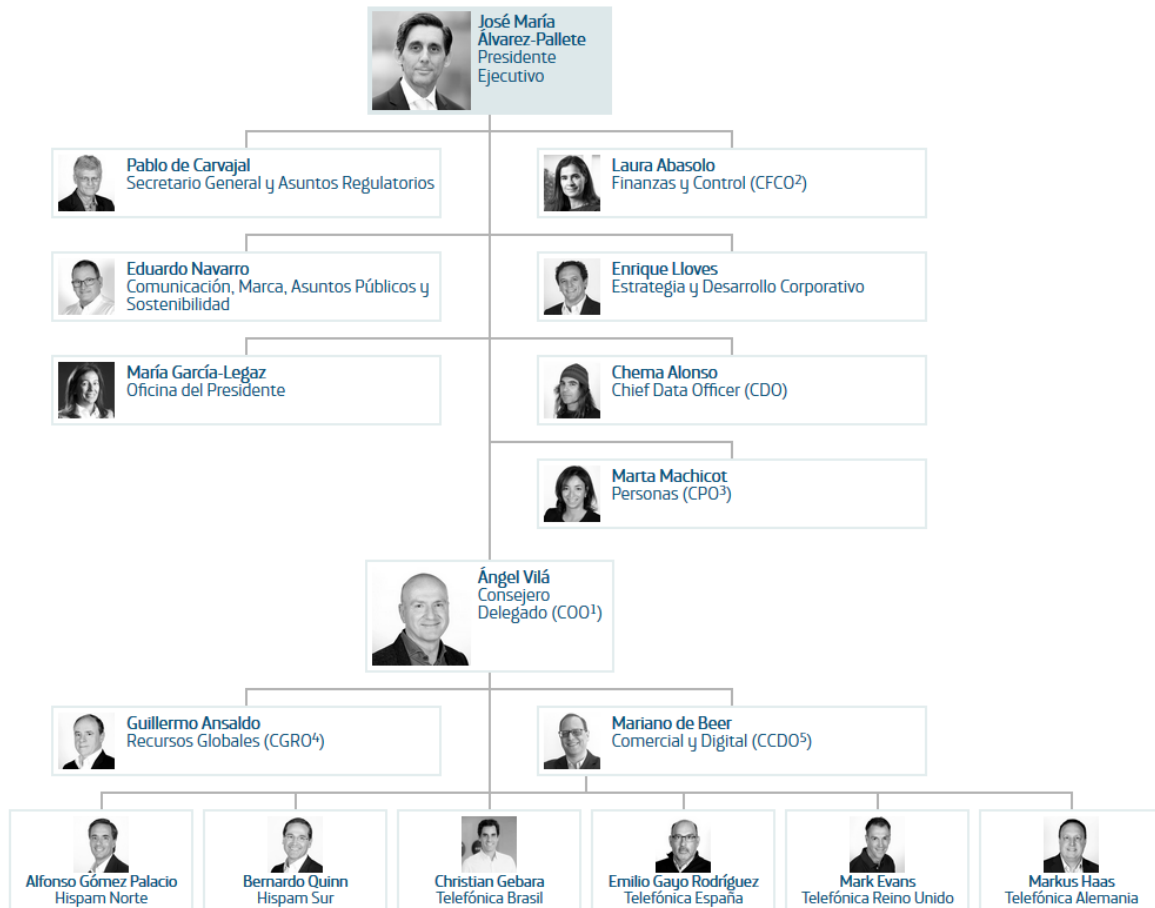 José María
Álvarez-Pallete
Presidente
Ejecutivo
Pablo de Carvajal
Secretario General y Asuntos Regulatorios
Laura Abasolo
Finanzas y Control (CFCO²)
Eduardo Navarro
Comunicación, Marca, Asuntos Públicos y
Sostenibilidad
Enrique Lloves
Estrategia y Desarrollo Corporativo
María García-Legaz
Oficina del Presidente
Chema Alonso
Chief Data Officer (CDO)
Marta Machicot
Personas (CPO³)
Ángel Vilá
Consejero
Delegado (COO¹)
Guillermo Ansaldo
Recursos Globales (CGRO⁴)
Mariano de Beer
Comercial y Digital (CCDO⁵)
Alfonso Gómez Palacio
Hispam Norte
Bernardo Quinn
Hispam Sur
Christian Gebara
Telefónica Brasil
Emilio Gayo Rodríguez
Telefónica España
Mark Evans
Telefónica Reino Unido
Markus Haas
Telefónica Alemania